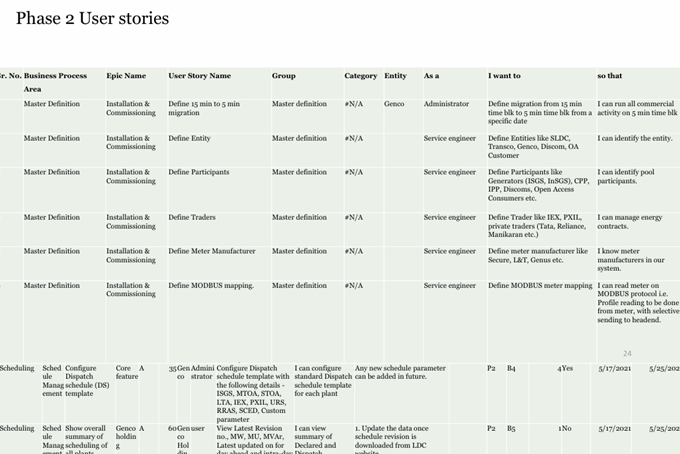 Phase 2 User stories
Sr. No. Business Process Area Epic Name User Story Name Group Category Entity As a I want to so that
Master Definition Installation & Commissioning Define 15 min to 5 min migration Master definition #N/A Genco Administrator Define migration from 15 min time blk to 5 min time blk from a specific date I can run all commercial activity on 5 min time blk
Master Definition Installation & Commissioning Define Entity Master definition #N/A Service engineer Define Entities like SLDC, Transco, Genco, Discom, OA Customer I can identify the entity.
Master Definition Installation & Commissioning Define Participants Master definition #N/A Service engineer Define Participants like Generators (ISGS, InSGS), CPP, IPP, Discoms, Open Access Consumers etc. I can identify pool participants.
Master Definition Installation & Commissioning Define Traders Master definition #N/A Service engineer Define Trader like IEX, PXIL, private traders (Tata, Reliance, Manikaran etc.) I can manage energy contracts.
Master Definition Installation & Commissioning Define Meter Manufacturer Master definition #N/A Service engineer Define meter manufacturer like Secure, L&T, Genus etc. I know meter manufacturers in our system.
Master Definition Installation & Commissioning Define MODBUS mapping. Master definition #N/A Service engineer Define MODBUS meter mapping I can read meter on MODBUS protocol i.e. Profile reading to be done from meter, with selective sending to headend.
24
Scheduling Sched ule Manag ement Configure Dispatch schedule (DS) template Core feature A 35 Gen co Admini strator Configure Dispatch schedule template with the following details - ISGS, MTOA, STOA, LTA, IEX, PXIL, URS, RRAS, SCED, Custom parameter I can configure standard Dispatch schedule template for each plant Any new schedule parameter can be added in future. P2 B4 4 Yes 5/17/2021 5/25/202
Scheduling Sched ule Manag Show overall summary of scheduling of all plants Genco holdin g A 60 Gen co Hol din user View Latest Revision no., MW, MU, MVAr, Latest updated on for day ahead and intra-day I can view summary of Declared and Dispatch 1. Update the data once schedule revision is downloaded from LDC website P2 B5 1 No 5/17/2021 5/25/202